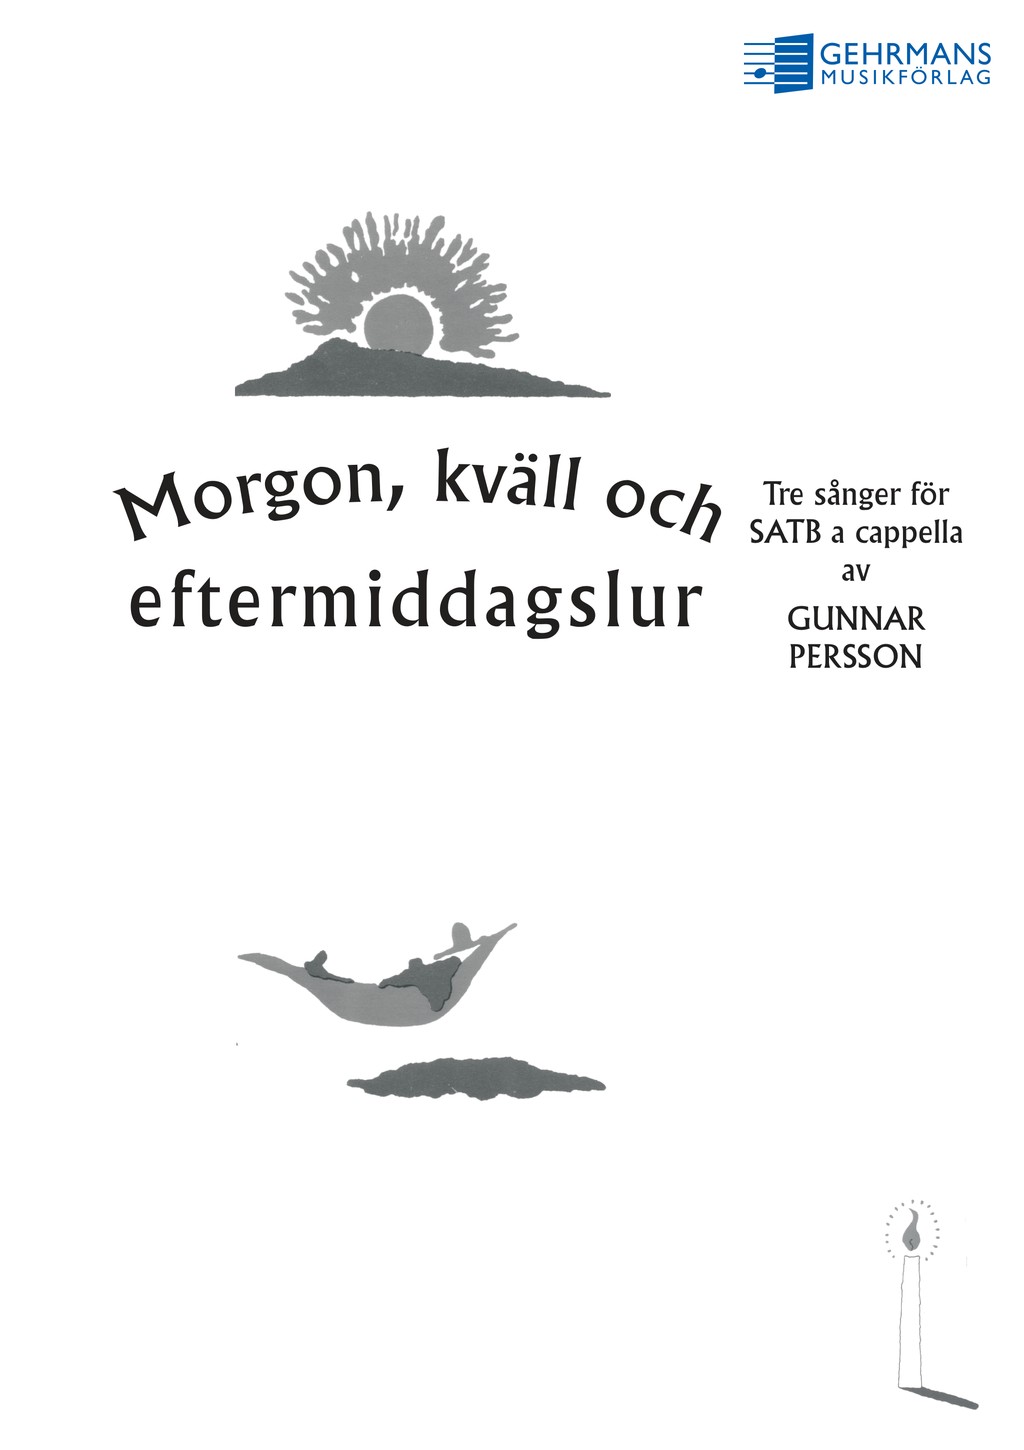 GEHRMANS
MUSIKFÖRLAG
Morgon, kväll och
eftermiddagslur
Tre sånger för
SATB a cappella
av
GUNNAR
PERSSON